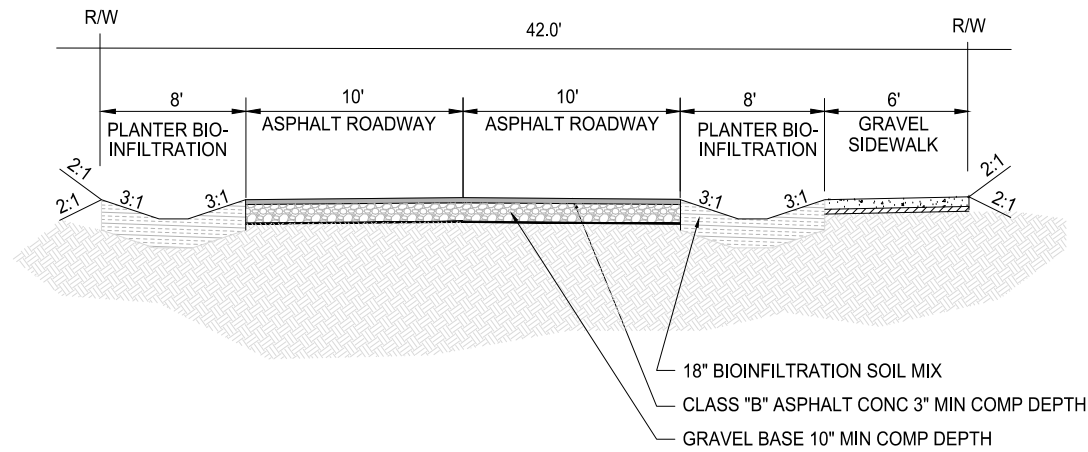 R/W
R/W
42.0'
8'
10'
10'
8'
6'
PLANTER BIO-
INFILTRATION
ASPHALT ROADWAY
ASPHALT ROADWAY
PLANTER BIO-
INFILTRATION
GRAVEL
SIDEWALK
2:1
2:1
3:1
3:1
3:1
3:1
2:1
2:1
18" BIOINFILTRATION SOIL MIX
CLASS "B" ASPHALT CONC 3" MIN COMP DEPTH
GRAVEL BASE 10" MIN COMP DEPTH